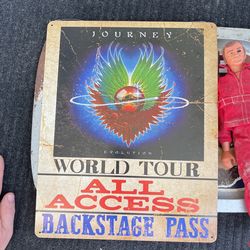 JOURNEY
EVOLUTION
WORLD TOUR
ALL
ACCESS
BACKSTAGE PASS